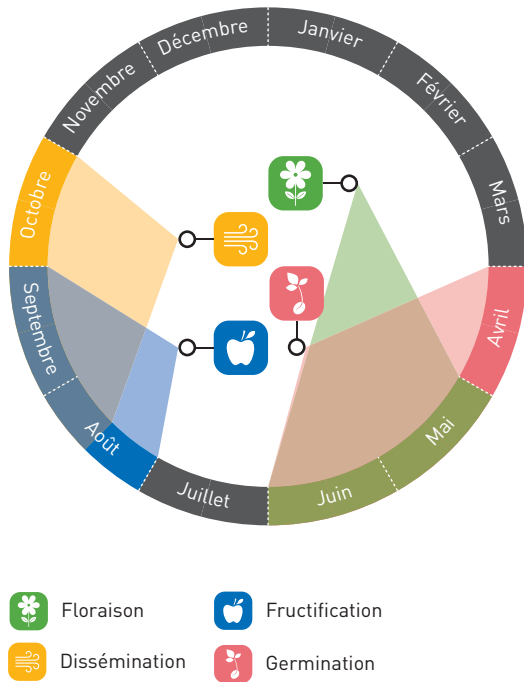 Janvier
Février
Mars
Avril
Mai
Juin
Juillet
Août
Septembre
Octobre
Novembre
Décembre
Floraison
Fructification
Dissémination
Germination